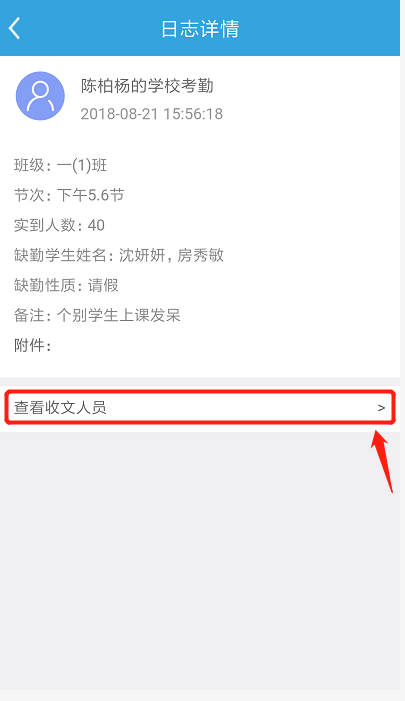 日志详情
陈柏杨的学校考勤
2018-08-21 15:56:18
班级: 一(1)班
节次: 下午5.6节
实到人数: 40
缺勤学生姓名: 沈妍妍, 房秀敏
缺勤性质: 请假
备注: 个别学生上课发呆
附件:
查看收文人员 >